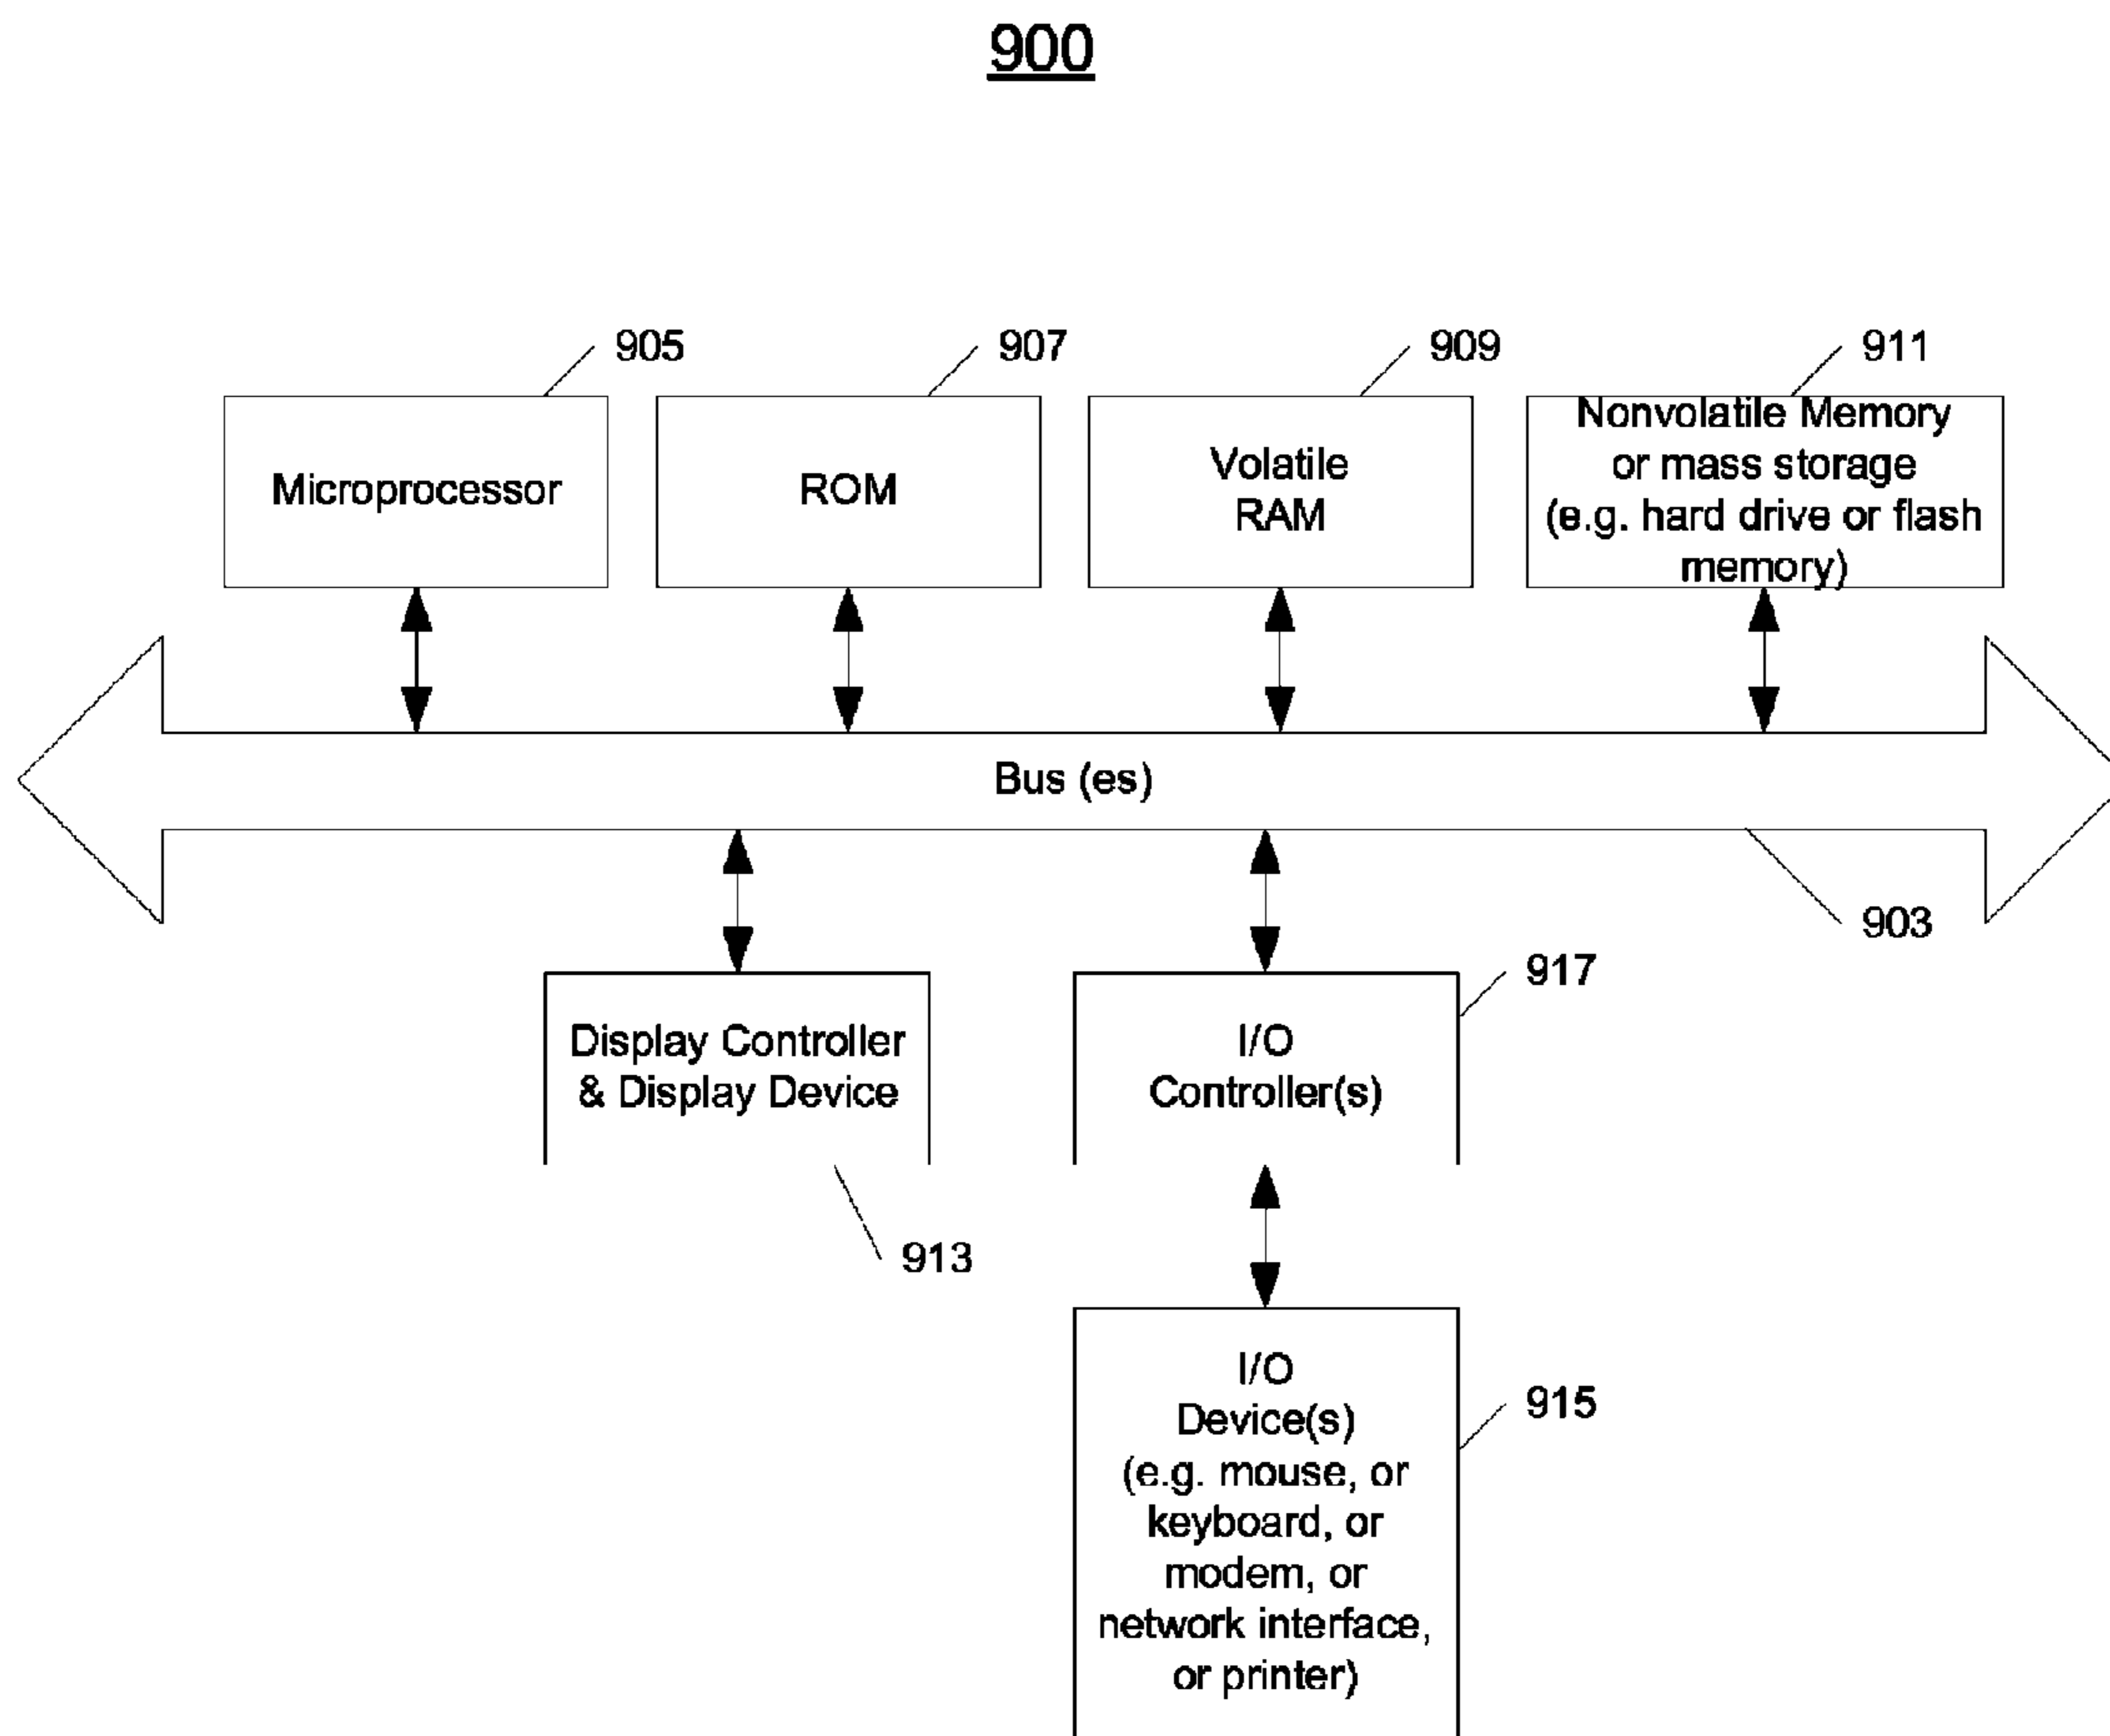 900
905
907
909
911
Microprocessor
ROM
Volatile
RAM
Nonvolatile Memory
or mass storage
(e.g. hard drive or flash
memory)
Bus (es)
903
917
Display Controller
& Display Device
I/O
Controller(s)
913
915
I/O
Device(s)
(e.g. mouse, or
keyboard, or
modem, or
network interface,
or printer)